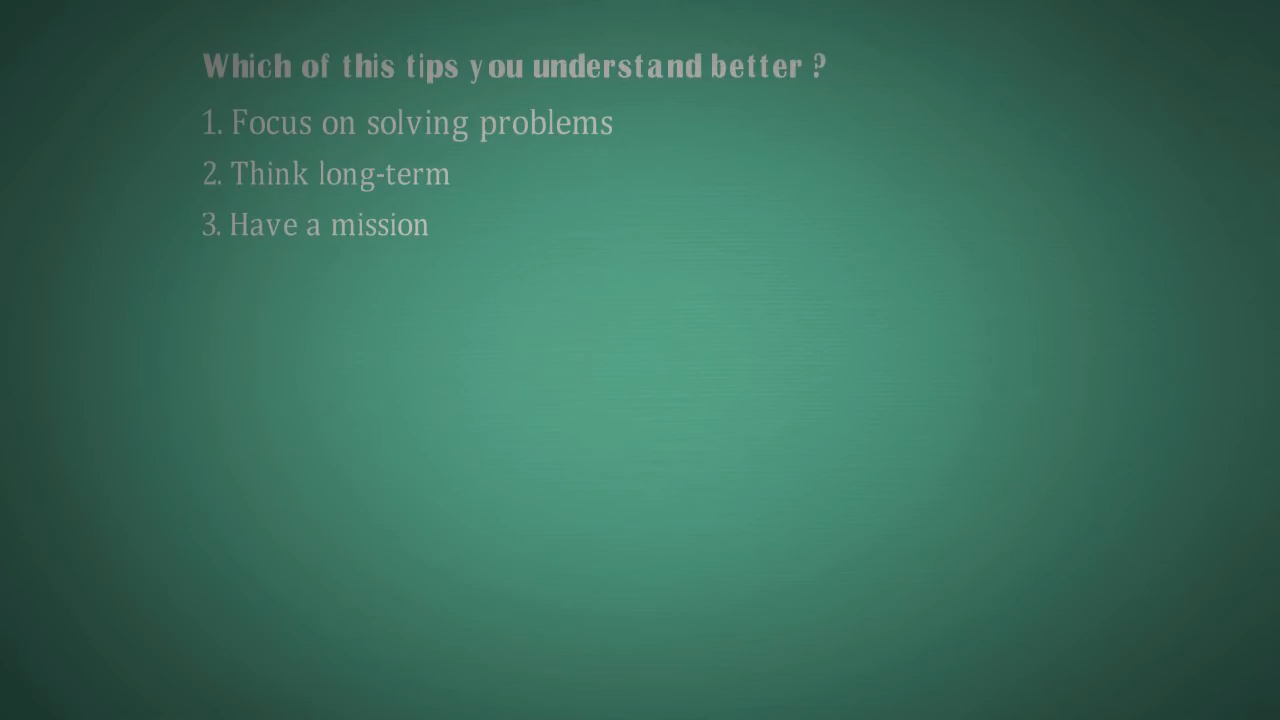 Which of this tips you understand better ?
1. Focus on solving problems
2. Think long-term
3. Have a mission